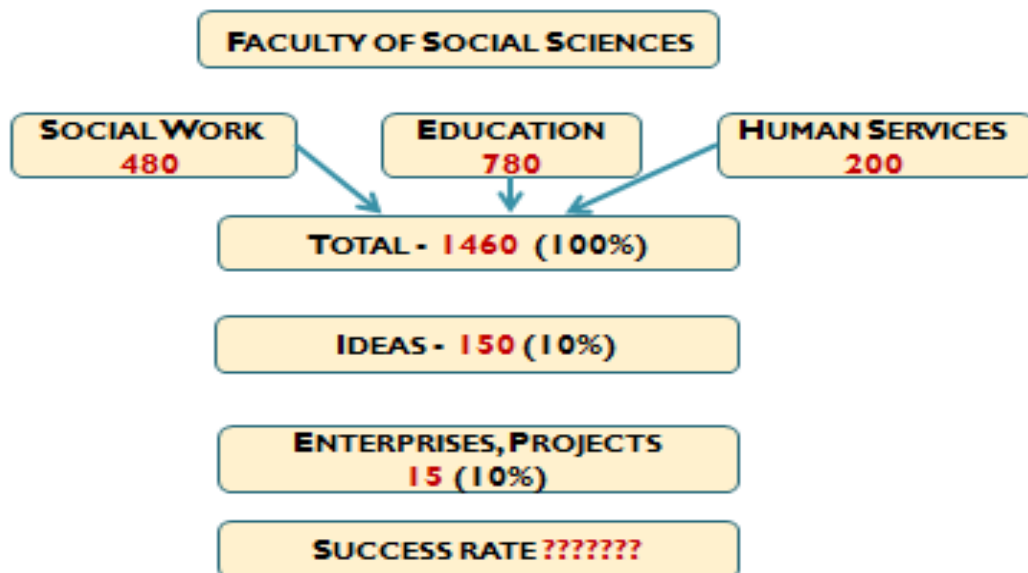 FACULTY OF SOCIAL SCIENCES
SOCIAL WORK
480
EDUCATION
780
HUMAN SERVICES
200
TOTAL - 1460 (100%)
IDEAS - 150 (10%)
ENTERPRISES, PROJECTS
15 (10%)
SUCCESS RATE ???????